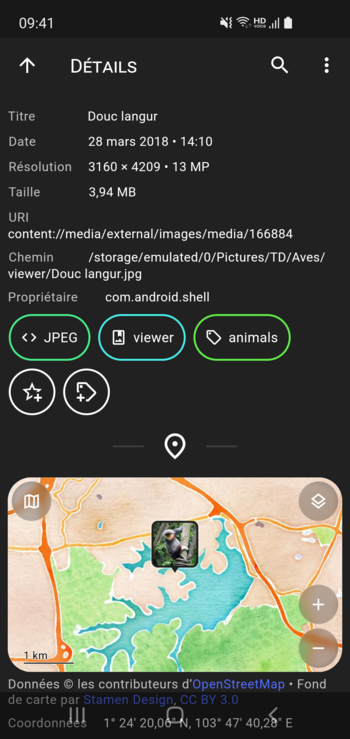 09:41
HD
VOICE
DÉTAILS
Titre Douc langur
Date 28 mars 2018 • 14:10
Résolution 3160 × 4209 • 13 MP
Taille 3,94 MB
URI
content://media/external/images/media/166884
Chemin /storage/emulated/0/Pictures/TD/Aves/
viewer/Douc langur.jpg
Propriétaire com.android.shell
JPEG viewer animals
1 km
Données © les contributeurs d’OpenStreetMap • Fond
de carte par Stamen Design, CC BY 3.0
Coordonnées 1° 24′ 20,00″ N, 103° 47′ 40,28″ E